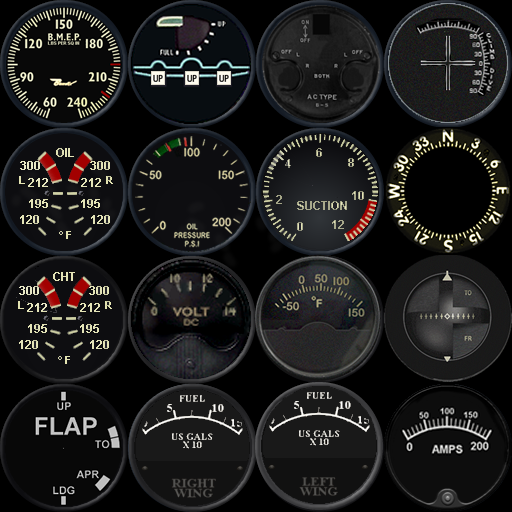 150
120
180
B.M.E.P.
LBS PER SQ IN
90
210
Bendix
60
240
UP
FULL
UP
UP
UP
ON
OFF
OFF L
OFF L
R
R
BOTH
AC TYPE
OIL
300
300
L
212
212
R
195
195
120
120
°F
100
50
150
0
200
OIL
PRESSURE
P.S.I
6
4
8
2
10
SUCTION
0
12
N
33
3
30
6
W
E
24
12
21
15
S
CHT
300
300
L
212
212
R
195
195
120
120
°F
10
12
0
14
VOLT
DC
0
50
100
-50
°F
150
TO
FR
UP
FLAP
TO
APR
LDG
FUEL
5
10
15
US GALS
X 10
RIGHT
WING
FUEL
5
10
15
US GALS
X 10
LEFT
WING
50
100
150
0
200
AMPS